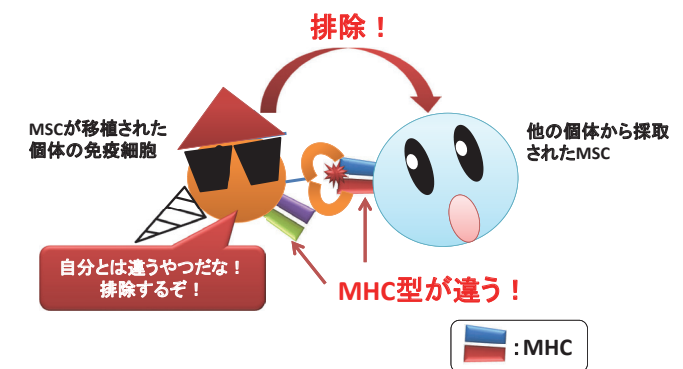 排除！
MSCが移植された
個体の免疫細胞
他の個体から採取
されたMSC
自分とは違うやつだな！
排除するぞ！
MHC型が違う！
：MHC